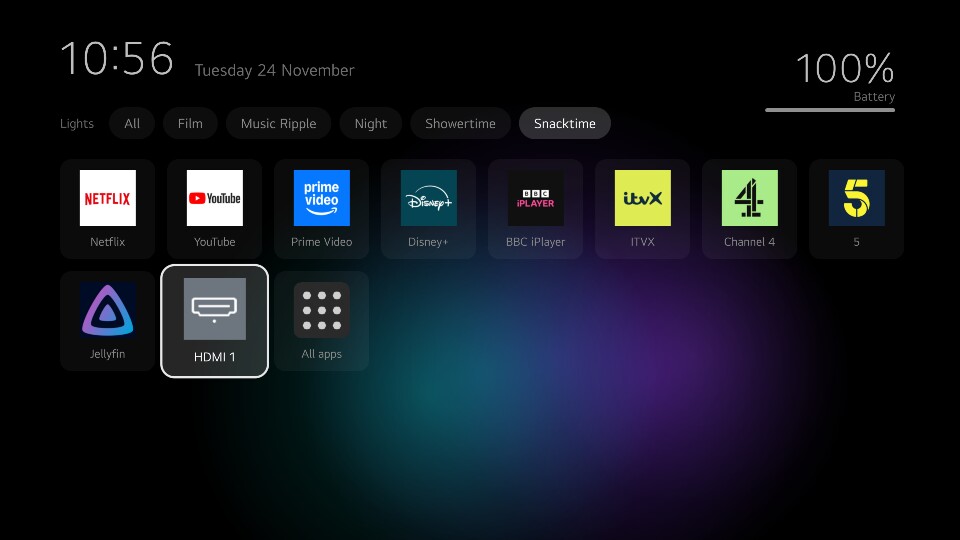 10:56
Tuesday 24 November
100%
Battery
Lights
All
Film
Music Ripple
Night
Showertime
Snacktime
NETFLIX
Netflix
YouTube
YouTube
prime
video
Prime Video
Disney+
Disney+
BBC
iPLAYER
BBC iPlayer
itvX
ITVX
4
Channel 4
5
5
Jellyfin
HDMI 1
All apps